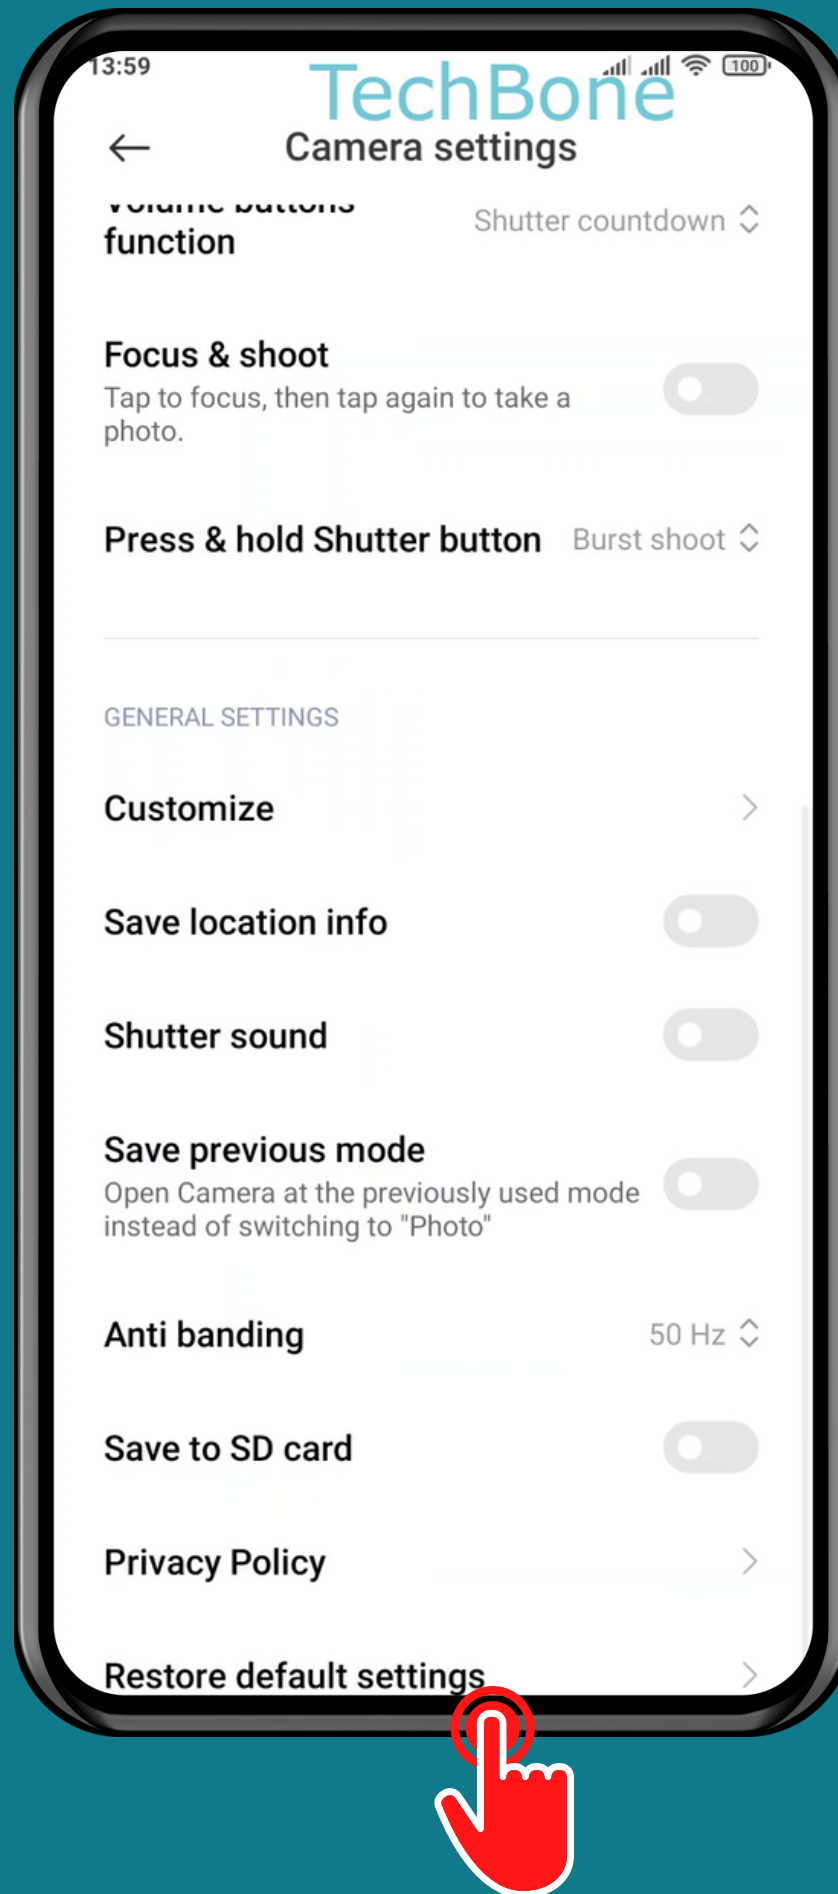 13:59
TechBone
100
Camera settings
Volume buttons
function
Shutter countdown
Focus & shoot
Tap to focus, then tap again to take a
photo.
Press & hold Shutter button Burst shoot
GENERAL SETTINGS
Customize
Save location info
Shutter sound
Save previous mode
Open Camera at the previously used mode
instead of switching to "Photo"
Anti banding 50 Hz
Save to SD card
Privacy Policy
Restore default settings